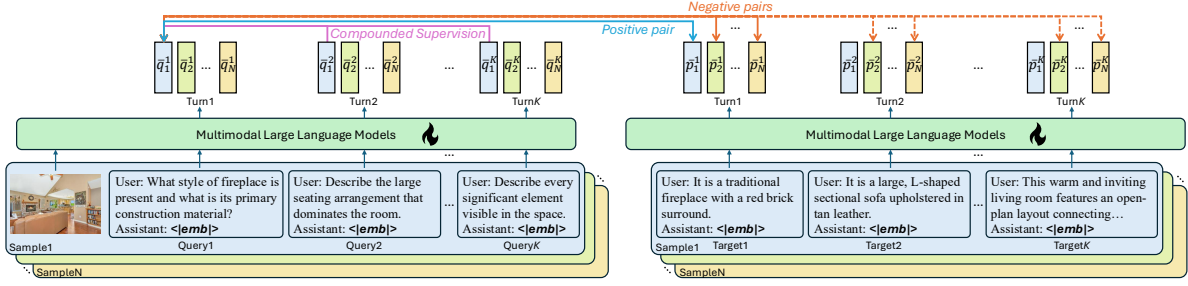 Negative pairs
Compounded Supervision
Positive pair
...
...
q̄₁¹ q̄₂¹ ... q̄_N¹
q̄₁² q̄₂² ... q̄_N²
...
q̄₁ᴷ q̄₂ᴷ ... q̄_Nᴷ
p̄₁¹ p̄₂¹ ... p̄_N¹
p̄₁² p̄₂² ... p̄_N²
...
p̄₁ᴷ p̄₂ᴷ ... p̄_Nᴷ
Turn1
Turn2
TurnK
Turn1
Turn2
TurnK
Multimodal Large Language Models
Multimodal Large Language Models
...
...
User: What style of fireplace is
present and what is its primary
construction material?
Assistant: <|emb|>
Query1
User: Describe the large
seating arrangement that
dominates the room.
Assistant: <|emb|>
Query2
...
User: Describe every
significant element
visible in the space.
Assistant: <|emb|>
QueryK
Sample1
SampleN
User: It is a traditional
fireplace with a red brick
surround.
Assistant: <|emb|>
Target1
User: It is a large, L-shaped
sectional sofa upholstered in
tan leather.
Assistant: <|emb|>
Target2
...
User: This warm and inviting
living room features an open-
plan layout connecting…
Assistant: <|emb|>
TargetK
Sample1
SampleN